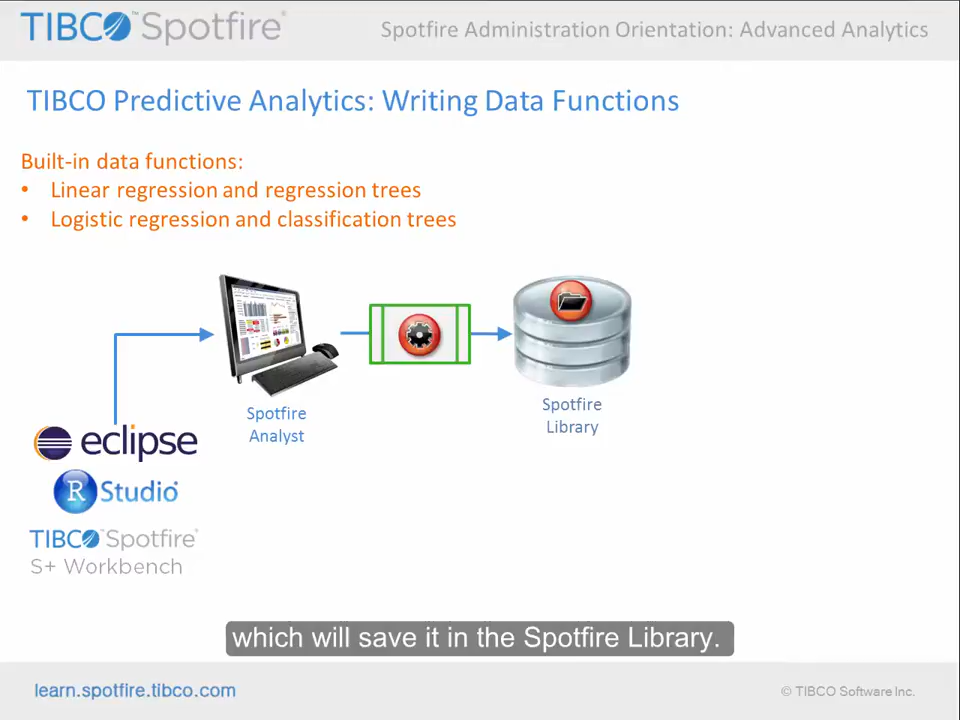 TIBCO Spotfire®
Spotfire Administration Orientation: Advanced Analytics
TIBCO Predictive Analytics: Writing Data Functions
Built-in data functions:
• Linear regression and regression trees
• Logistic regression and classification trees
Spotfire
Analyst
Spotfire
Library
eclipse
R Studio
TIBCO Spotfire®
S+ Workbench
which will save it in the Spotfire Library.
learn.spotfire.tibco.com
© TIBCO Software Inc.